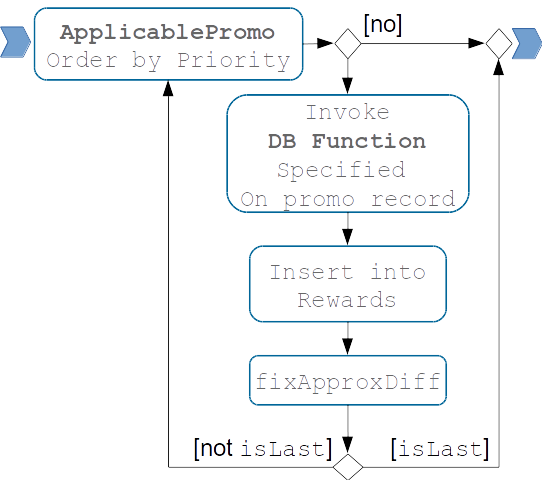 ApplicablePromo
Order by Priority
[no]
Invoke
DB Function
Specified
On promo record
Insert into
Rewards
fixApproxDiff
[not isLast]
[isLast]